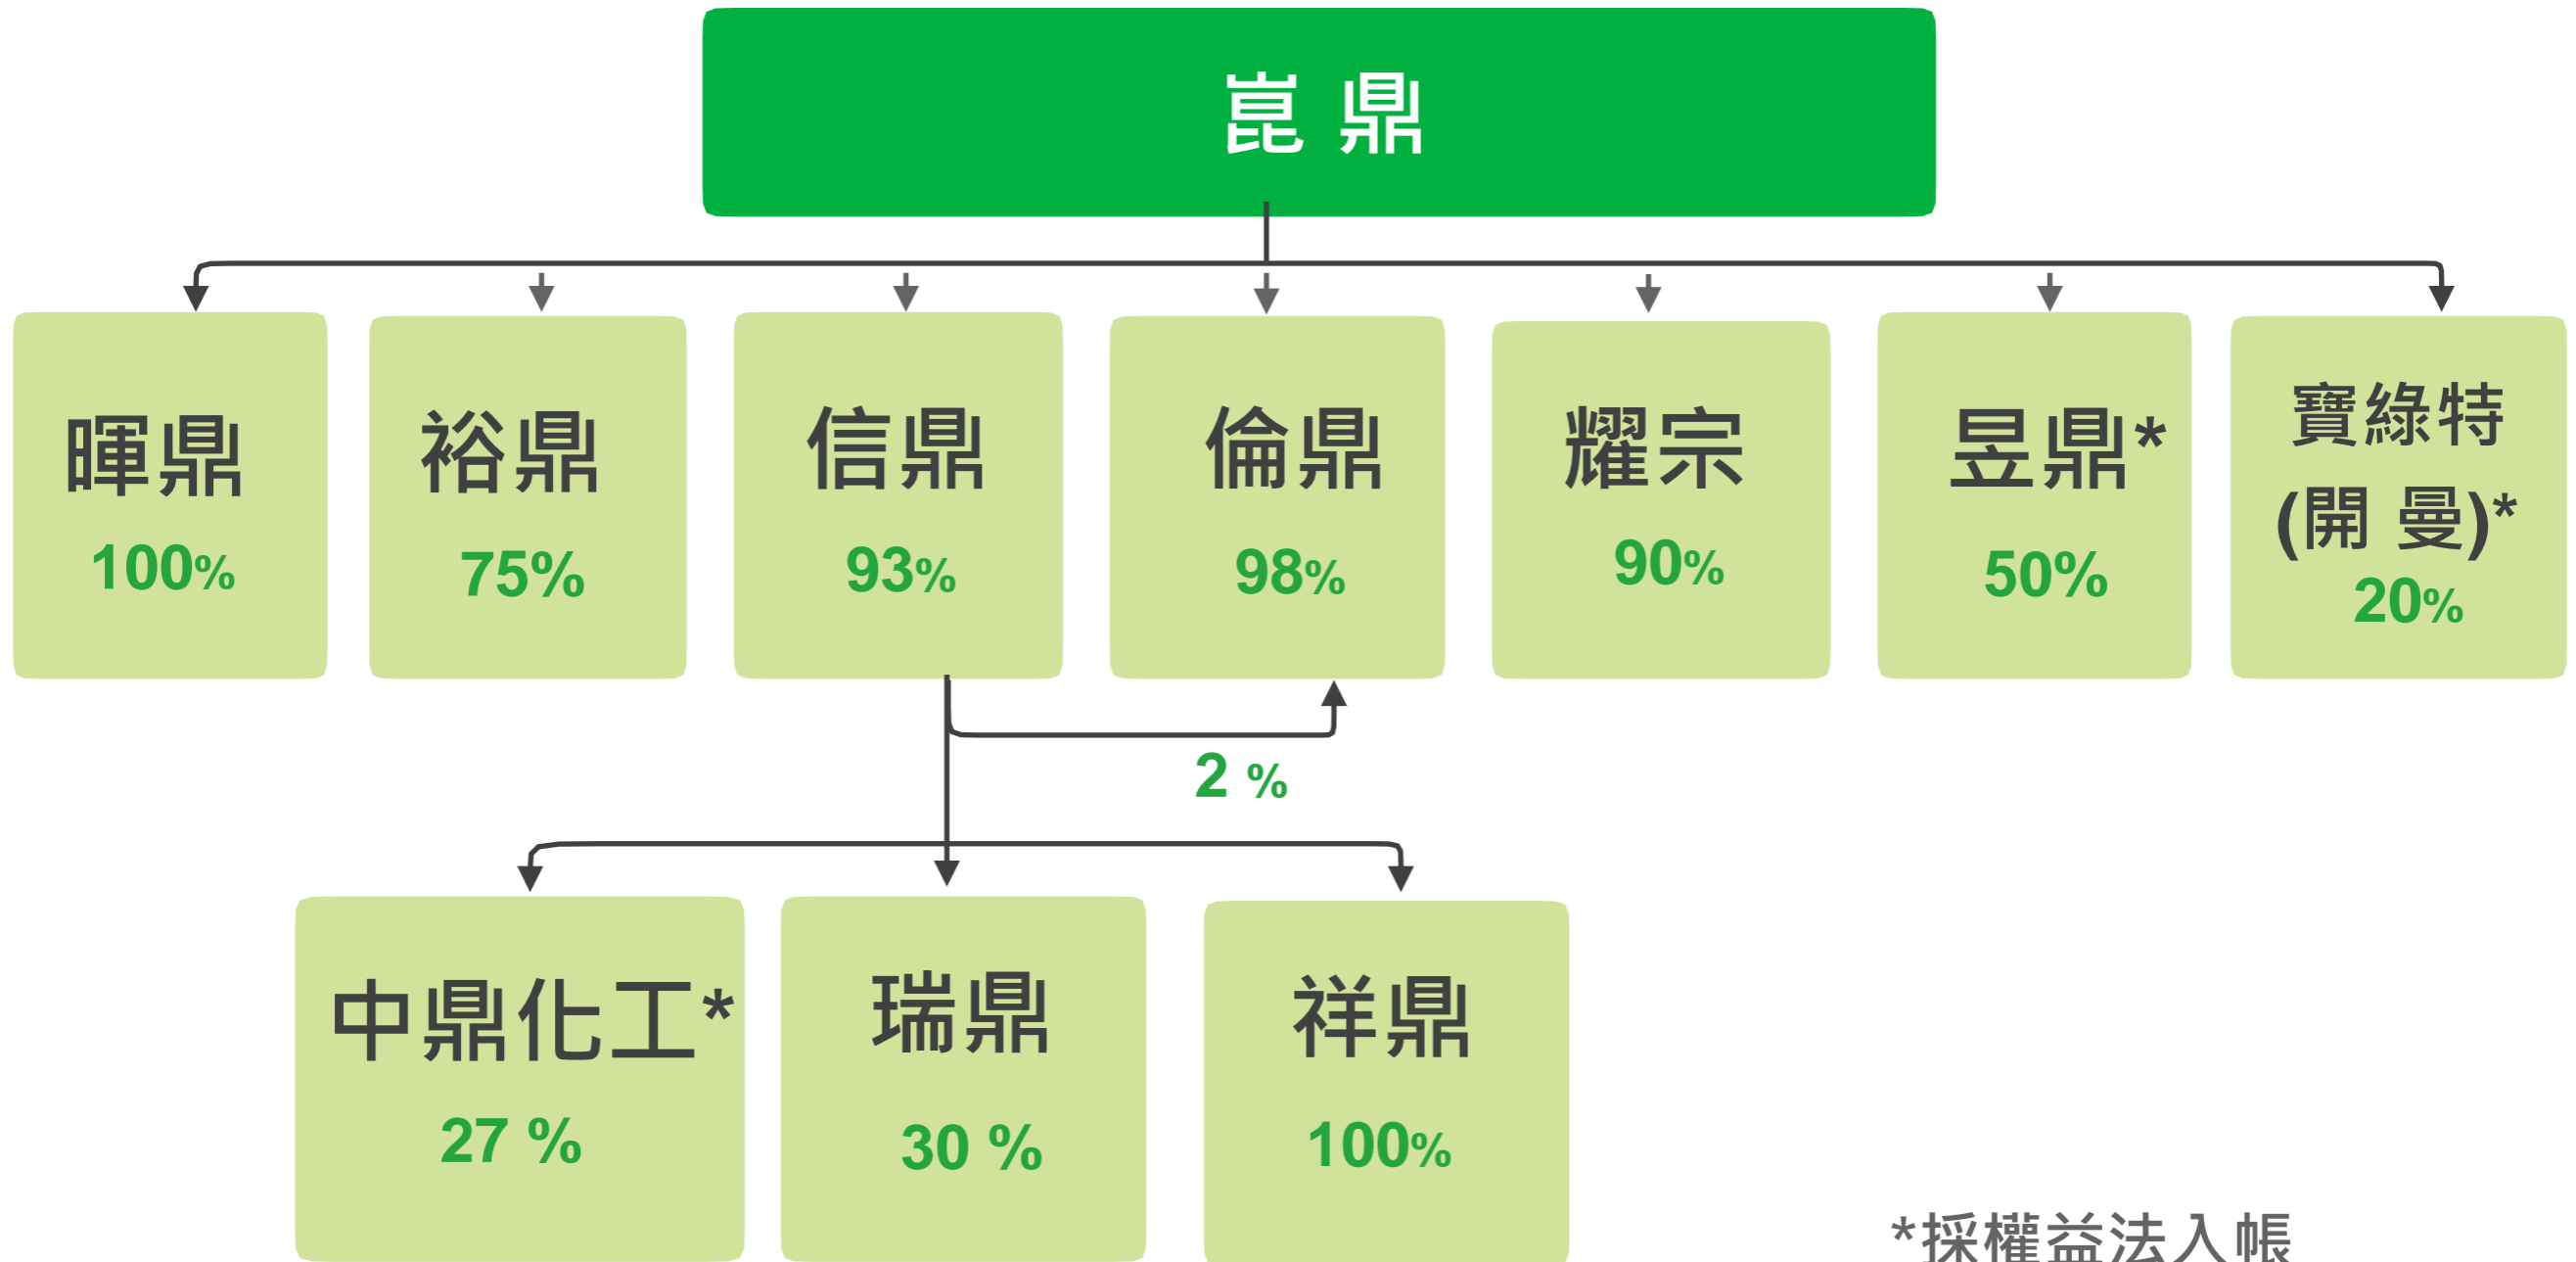 崑 鼎
暉鼎
100%
裕鼎
75%
信鼎
93%
倫鼎
98%
耀宗
90%
昱鼎*
50%
寶綠特
(開 曼)*
20%
2 %
中鼎化工*
27 %
瑞鼎
30 %
祥鼎
100%
*採權益法入帳